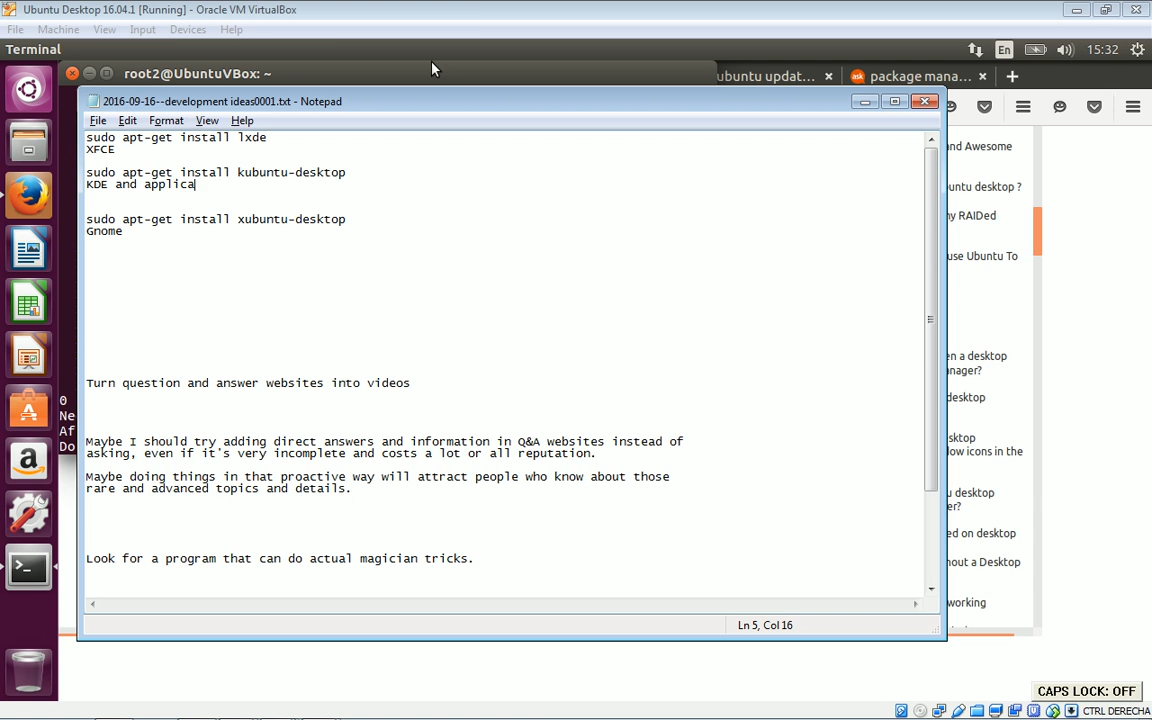 Ubuntu Desktop 16.04.1 [Running] - Oracle VM VirtualBox
File Machine View Input Devices Help
Terminal
En
15:32
root2@UbuntuVBox: ~
ubuntu updat...
ask
package mana...
2016-09-16--development ideas0001.txt - Notepad
File Edit Format View Help
sudo apt-get install lxde
XFCE
sudo apt-get install kubuntu-desktop
KDE and applica
sudo apt-get install xubuntu-desktop
Gnome
Turn question and answer websites into videos
Maybe I should try adding direct answers and information in Q&A websites instead of
asking, even if it's very incomplete and costs a lot or all reputation.
Maybe doing things in that proactive way will attract people who know about those
rare and advanced topics and details.
Look for a program that can do actual magician tricks.
Ln 5, Col 16
0
Ne
Af
Do
nd Awesome
untu desktop ?
y RAIDed
use Ubuntu To
n a desktop
nager?
desktop
sktop
low icons in the
u desktop
er?
ed on desktop
hout a Desktop
working
CAPS LOCK: OFF
CTRL DERECHA